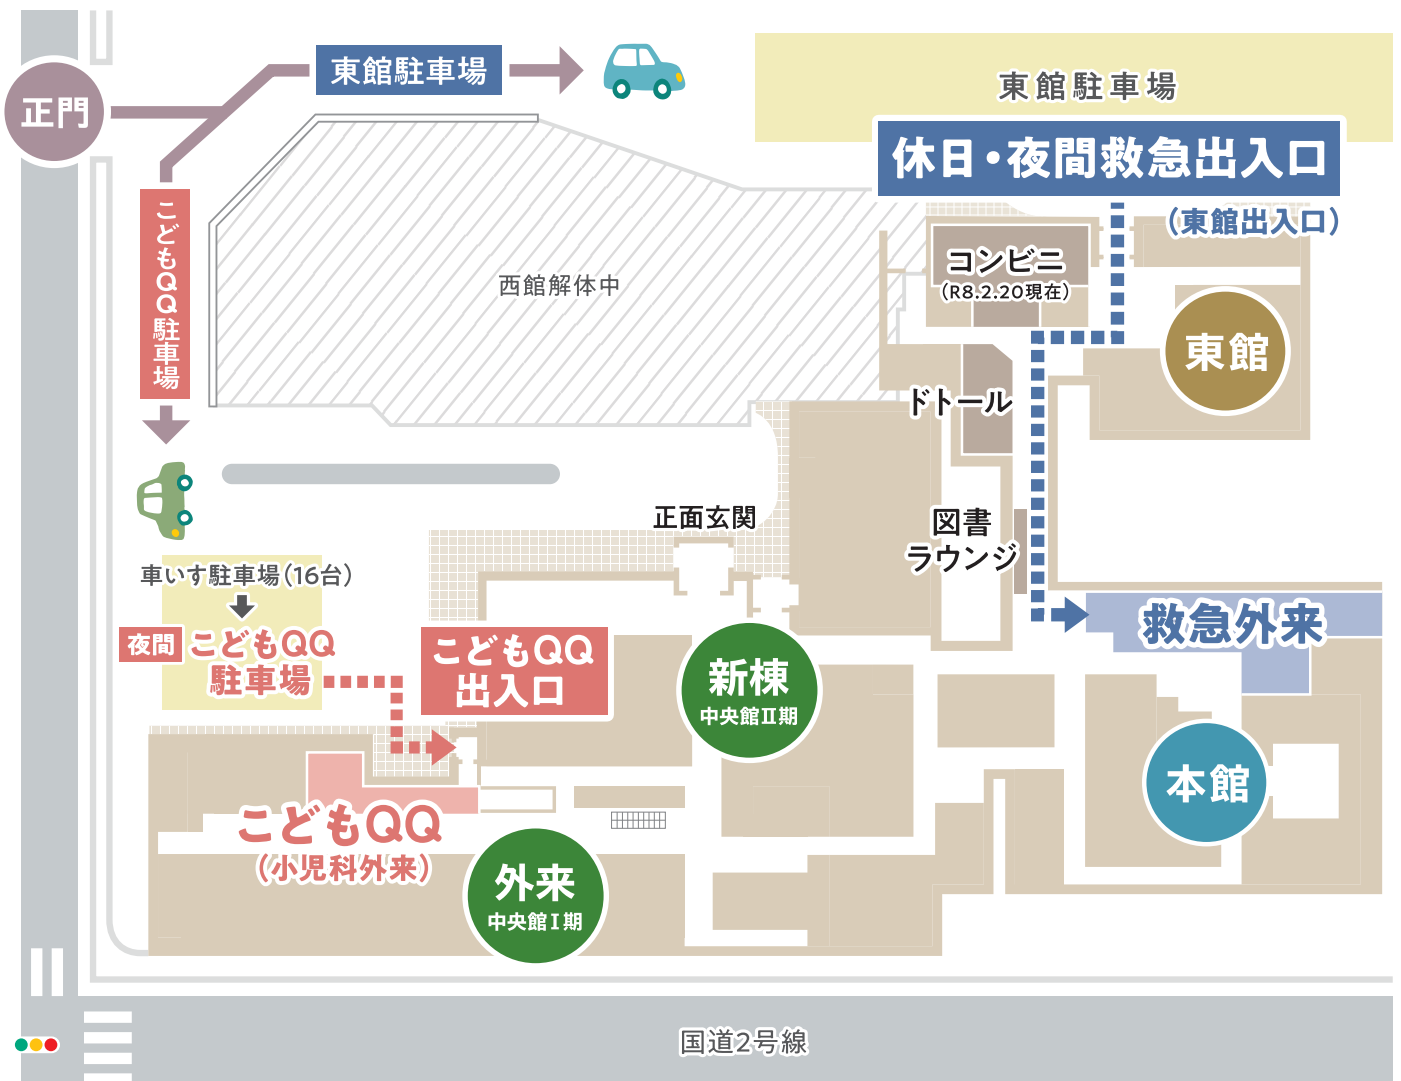 正門
東館駐車場
東館駐車場
休日・夜間救急出入口
(東館出入口)
こどもQQ駐車場
コンビニ
(R8.2.20現在)
西館解体中
東館
ドトール
正面玄関
図書
ラウンジ
車いす駐車場(16台)
夜間
こどもQQ
駐車場
こどもQQ
出入口
救急外来
新棟
中央館Ⅱ期
本館
こどもQQ
(小児科外来)
外来
中央館Ⅰ期
国道2号線